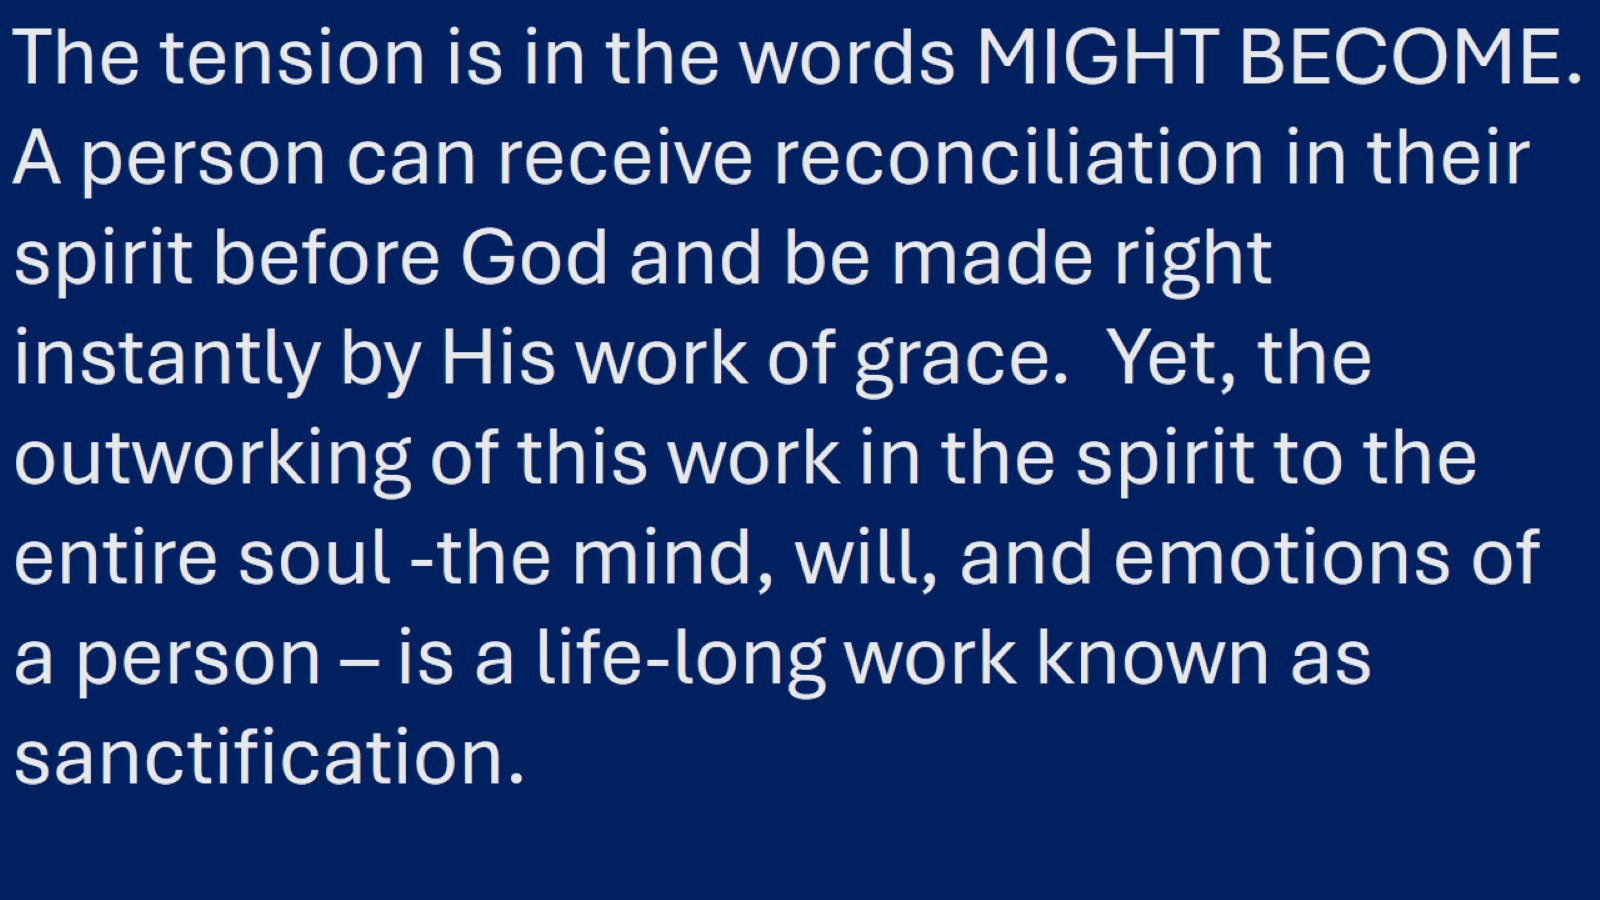 The tension is in the words MIGHT BECOME.
A person can receive reconciliation in their
spirit before God and be made right
instantly by His work of grace.  Yet, the
outworking of this work in the spirit to the
entire soul -the mind, will, and emotions of
a person – is a life-long work known as
sanctification.